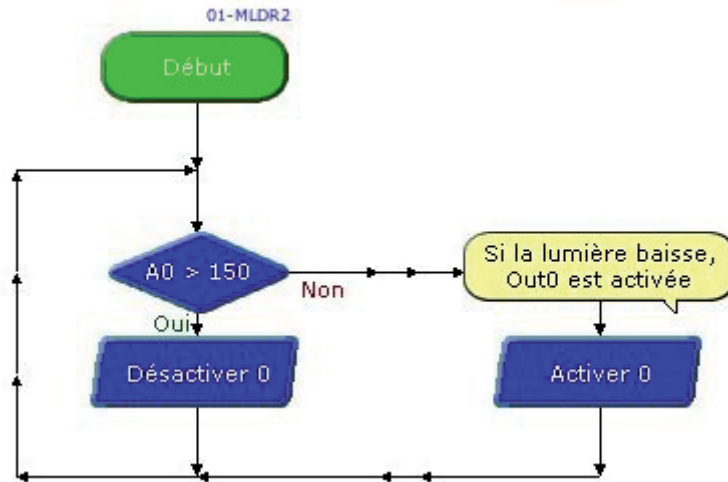 01-MLDR2
Début
A0 > 150
Non
Oui
Si la lumière baisse,
Out0 est activée
Désactiver 0
Activer 0